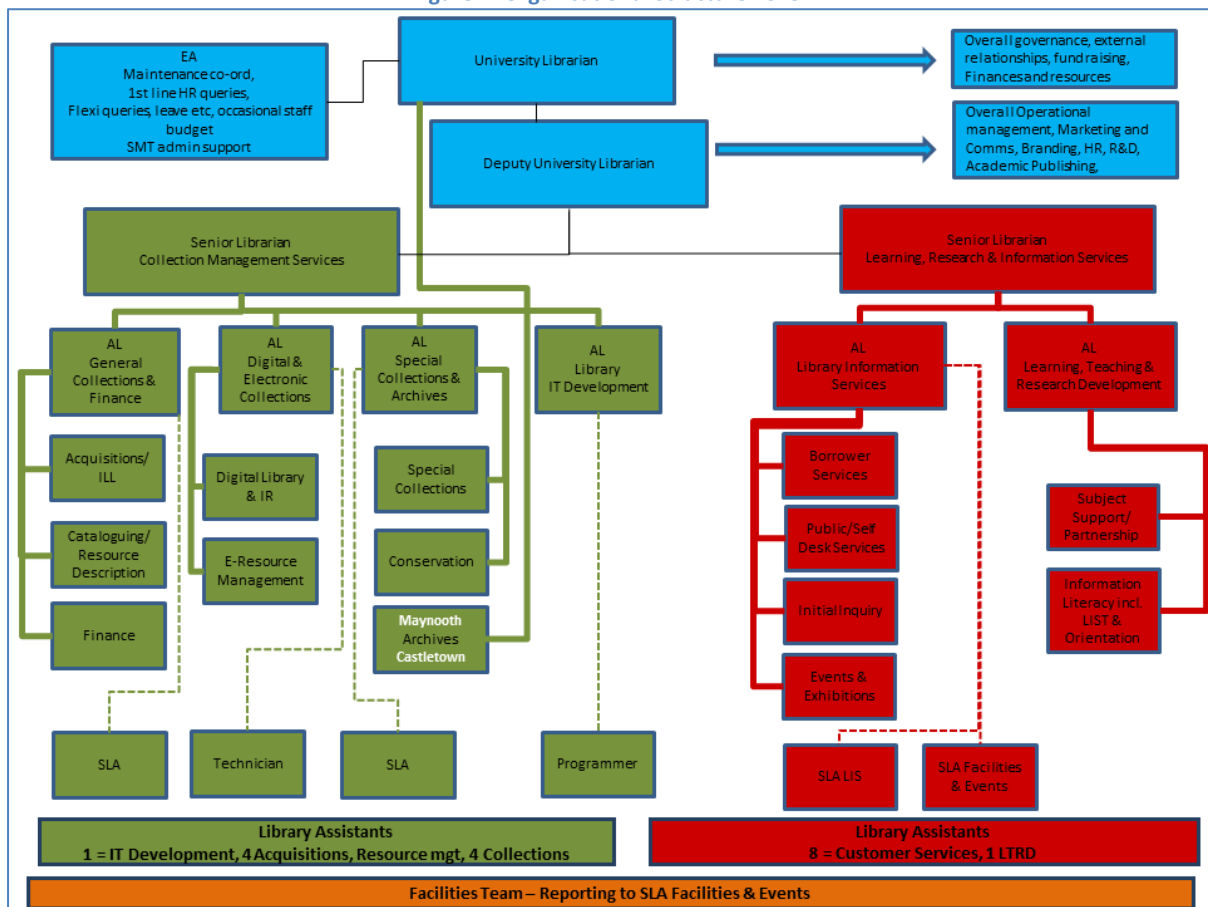 EA
Maintenance co-ord,
1st line HR queries,
Flexi queries, leave etc, occasional staff
budget
SMT admin support
University Librarian
Overall governance, external
relationships, fund raising,
Finances and resources
Deputy University Librarian
Overall Operational
management, Marketing and
Comms, Branding, HR, R&D,
Academic Publishing,
Senior Librarian
Collection Management Services
Senior Librarian
Learning, Research & Information Services
AL
General
Collections &
Finance
AL
Digital &
Electronic
Collections
AL
Special
Collections &
Archives
AL
Library
IT Development
AL
Library Information
Services
AL
Learning, Teaching &
Research Development
Acquisitions/
ILL
Cataloguing/
Resource
Description
Finance
Digital Library
& IR
E-Resource
Management
Special
Collections
Conservation
Maynooth
Archives
Castletown
Borrower
Services
Public/Self
Desk Services
Initial Inquiry
Events &
Exhibitions
Subject
Support/
Partnership
Information
Literacy incl.
LIST &
Orientation
SLA
Technician
SLA
Programmer
SLA LIS
SLA Facilities
& Events
Library Assistants
1 = IT Development, 4 Acquisitions, Resource mgt, 4 Collections
Library Assistants
8 = Customer Services, 1 LTRD
Facilities Team – Reporting to SLA Facilities & Events